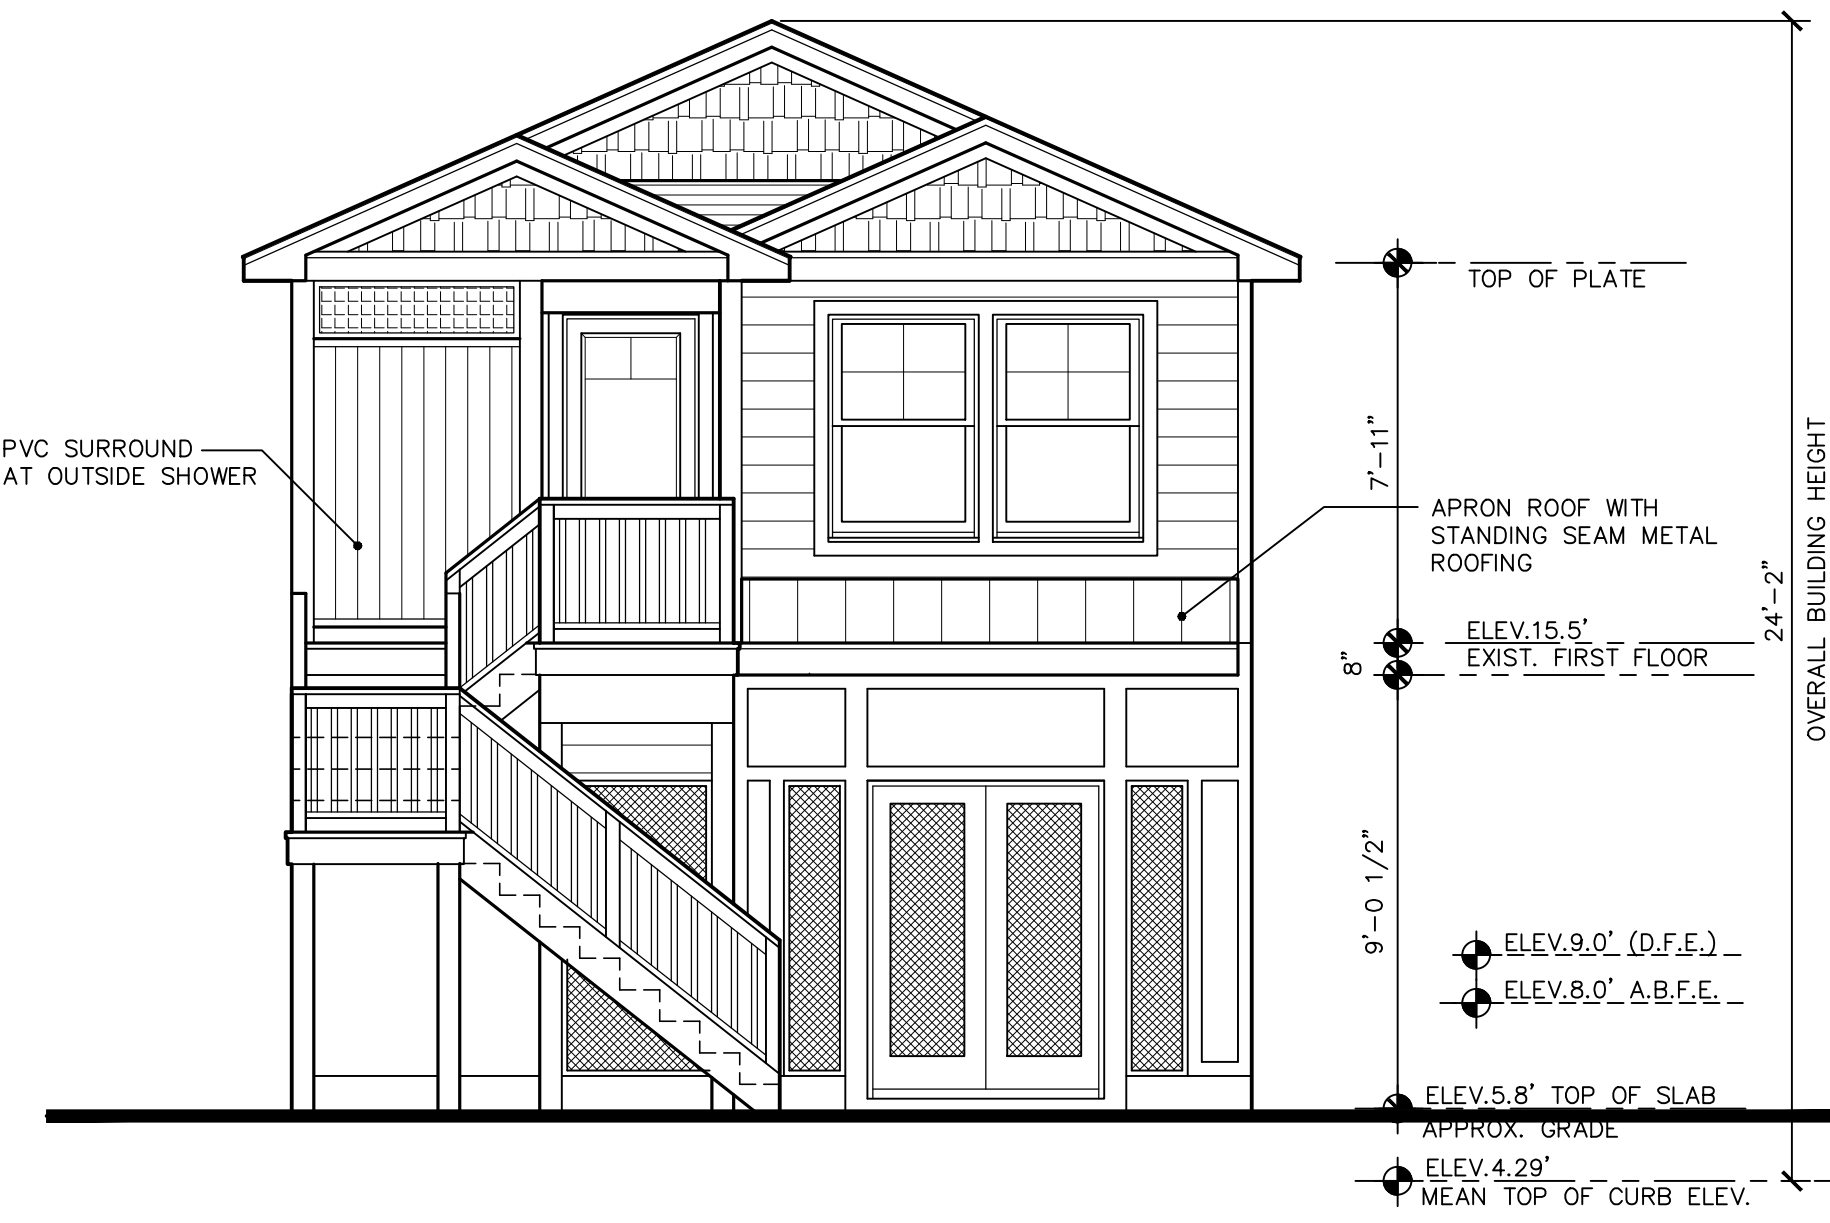 TOP OF PLATE
PVC SURROUND
AT OUTSIDE SHOWER
7'-11"
APRON ROOF WITH
STANDING SEAM METAL
ROOFING
24'-2"
OVERALL BUILDING HEIGHT
ELEV.15.5'
EXIST. FIRST FLOOR
8"
9'-0 1/2"
ELEV.9.0' (D.F.E.)
ELEV.8.0' A.B.F.E.
ELEV.5.8' TOP OF SLAB
APPROX. GRADE
ELEV.4.29'
MEAN TOP OF CURB ELEV.